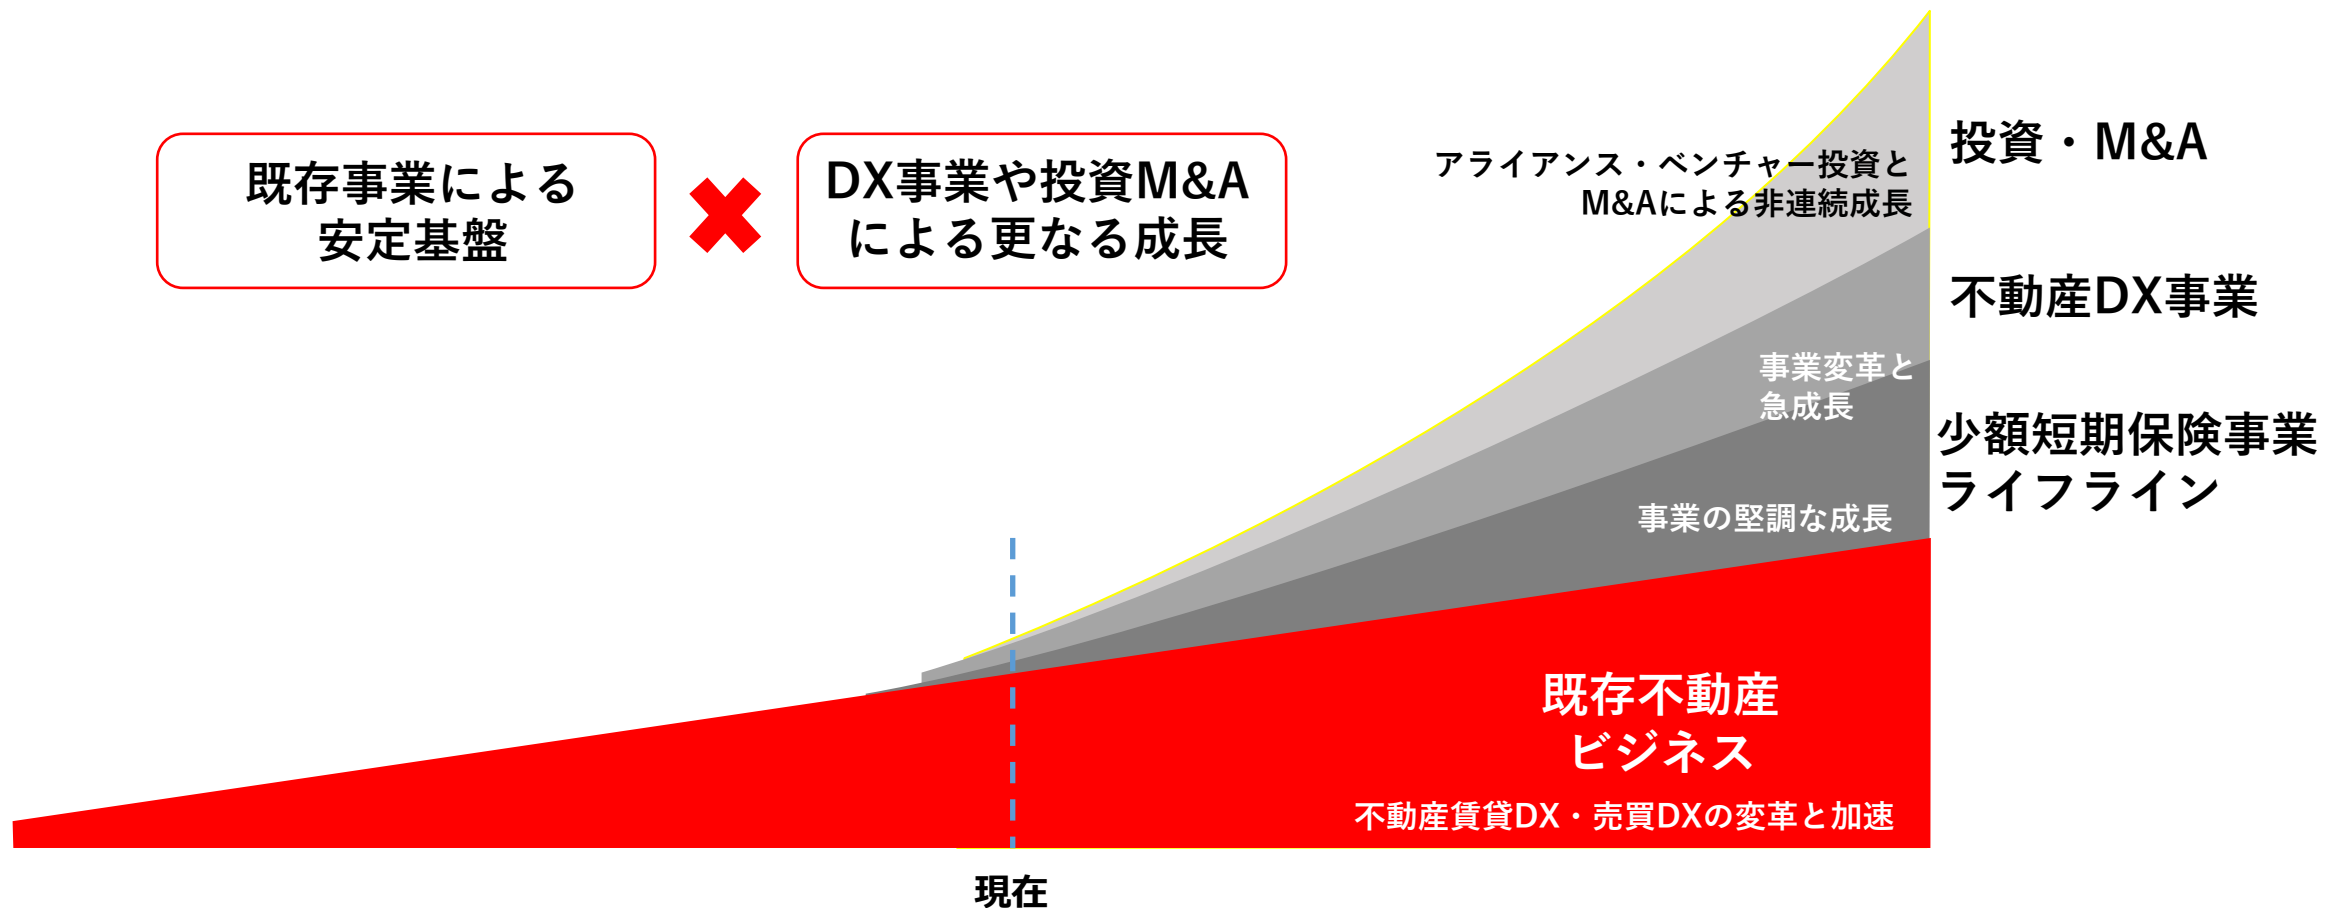 既存事業による
安定基盤
DX事業や投資M&A
による更なる成長
アライアンス・ベンチャー投資と
M&Aによる非連続成長
投資・M&A
不動産DX事業
事業変革と
急成長
少額短期保険事業
ライフライン
事業の堅調な成長
既存不動産
ビジネス
不動産賃貸DX・売買DXの変革と加速
現在